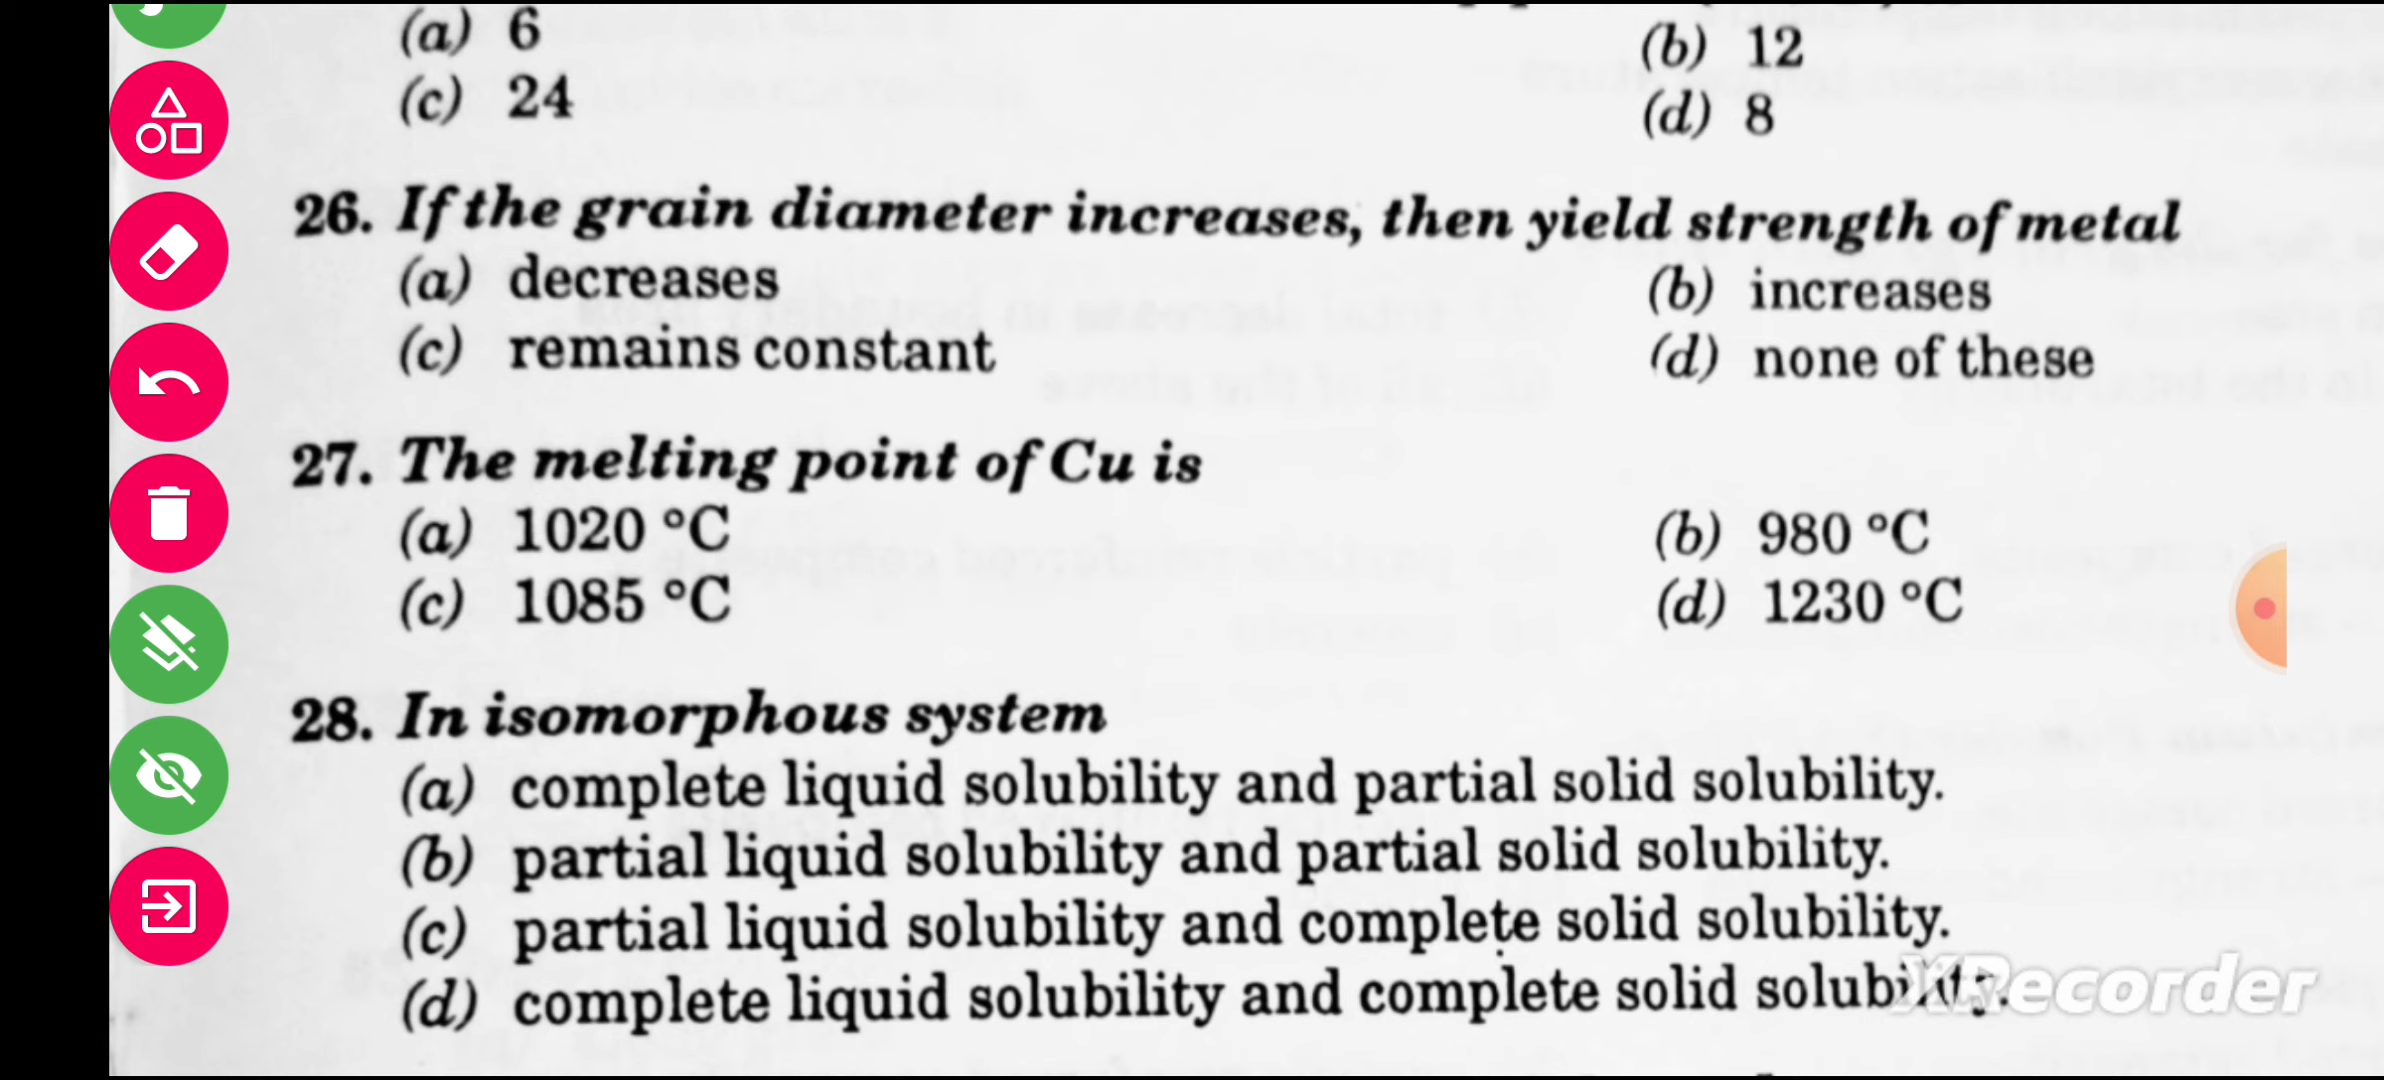 (a) 6 (b) 12
(c) 24 (d) 8
26. If the grain diameter increases, then yield strength of metal
(a) decreases (b) increases
(c) remains constant (d) none of these
27. The melting point of Cu is
(a) 1020 °C (b) 980 °C
(c) 1085 °C (d) 1230 °C
28. In isomorphous system
(a) complete liquid solubility and partial solid solubility.
(b) partial liquid solubility and partial solid solubility.
(c) partial liquid solubility and complete solid solubility.
(d) complete liquid solubility and complete solid solubility.
XRecorder